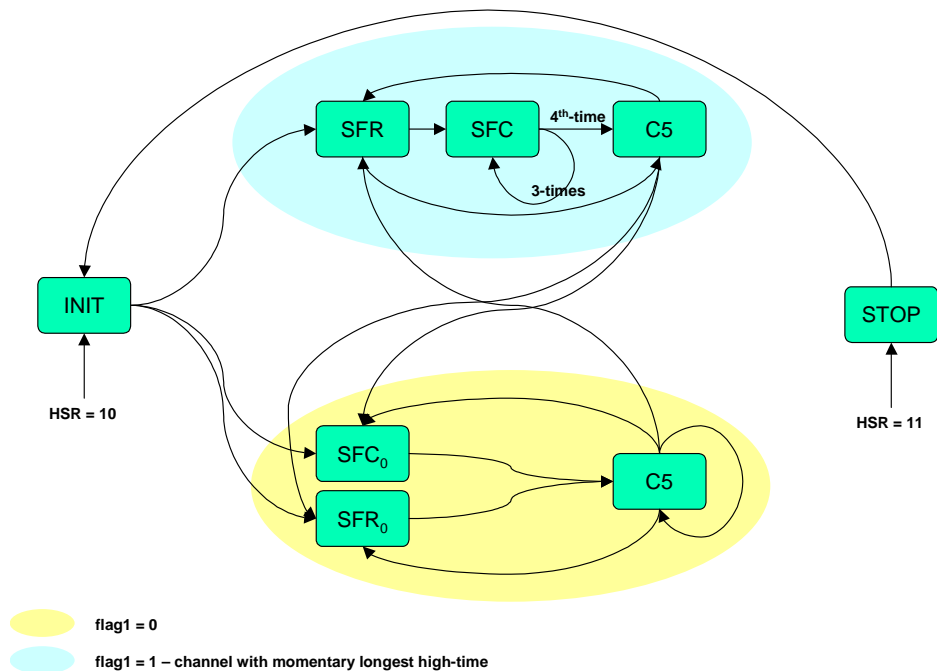 SFR
SFC
4th-time
C5
3-times
INIT
STOP
HSR = 10
HSR = 11
SFC0
C5
SFR0
flag1 = 0
flag1 = 1 – channel with momentary longest high-time